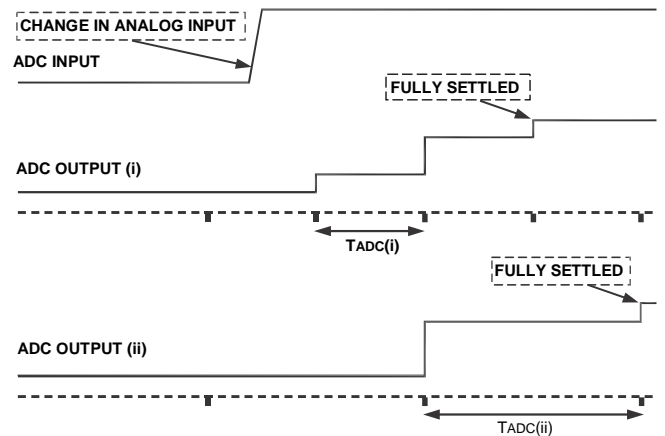 CHANGE IN ANALOG INPUT
ADC INPUT
FULLY SETTLED
ADC OUTPUT (i)
TADC(i)
FULLY SETTLED
ADC OUTPUT (ii)
TADC(ii)